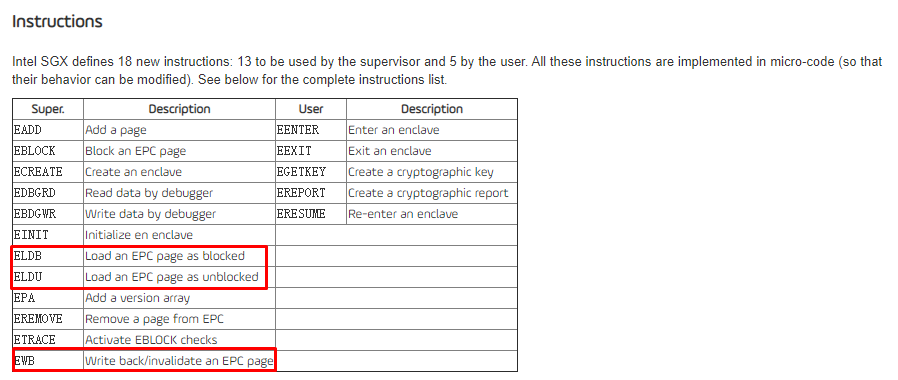 Instructions
Intel SGX defines 18 new instructions: 13 to be used by the supervisor and 5 by the user. All these instructions are implemented in micro-code (so that
their behavior can be modified). See below for the complete instructions list.
Super. Description User Description
EADD Add a page EENTER Enter an enclave
EBLOCK Block an EPC page EEXIT Exit an enclave
ECREATE Create an enclave EGETKEY Create a cryptographic key
EDBGRD Read data by debugger EREPORT Create a cryptographic report
EBDGWR Write data by debugger ERESUME Re-enter an enclave
EINIT Initialize en enclave
ELDB Load an EPC page as blocked
ELDU Load an EPC page as unblocked
EPA Add a version array
EREMOVE Remove a page from EPC
ETRACE Activate EBLOCK checks
EWB Write back/invalidate an EPC page